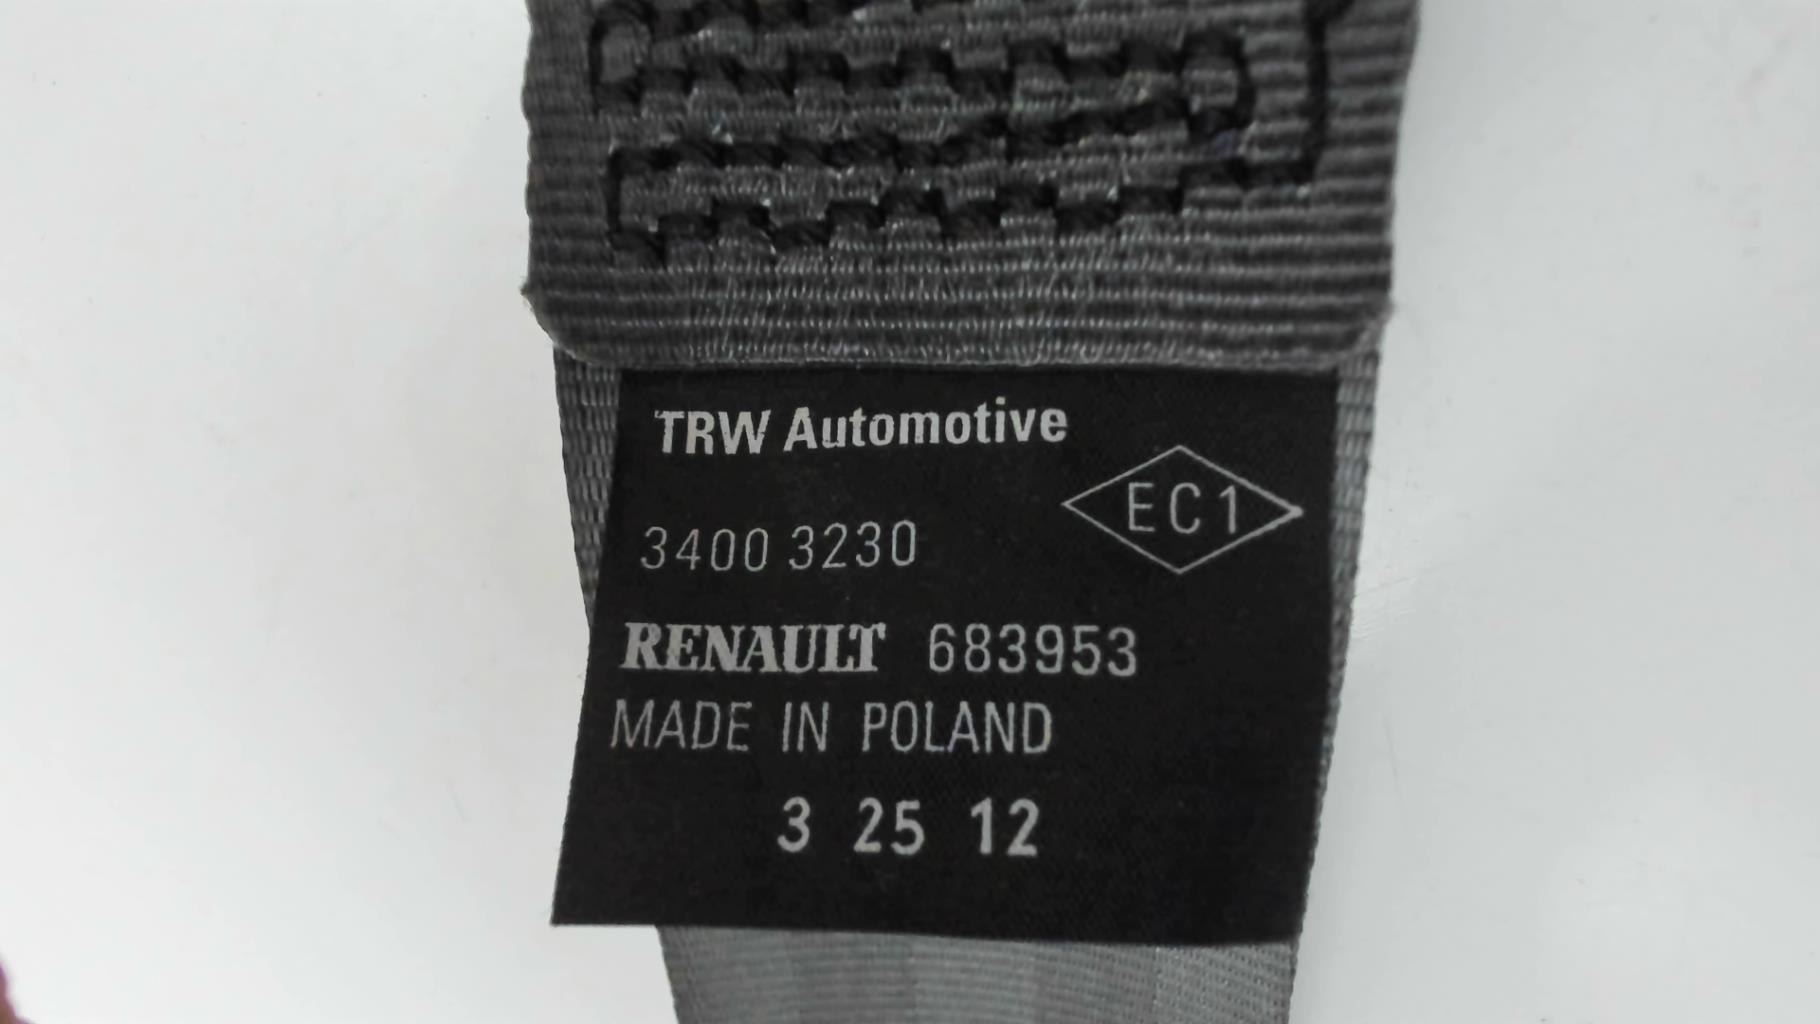 TRW Automotive
EC1
3400 3230
RENAULT 683953
MADE IN POLAND
3 25 12